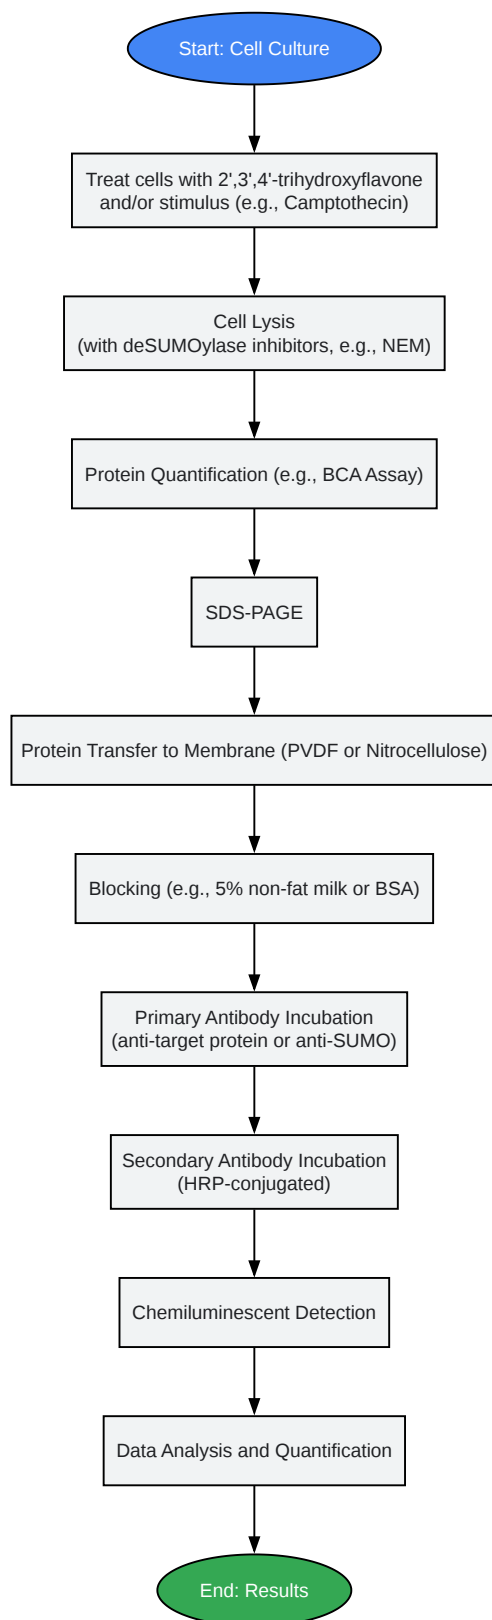 Start: Cell Culture
Treat cells with 2',3',4'-trihydroxyflavone
and/or stimulus (e.g., Camptothecin)
Cell Lysis
(with deSUMOylase inhibitors, e.g., NEM)
Protein Quantification (e.g., BCA Assay)
SDS-PAGE
Protein Transfer to Membrane (PVDF or Nitrocellulose)
Blocking (e.g., 5% non-fat milk or BSA)
Primary Antibody Incubation
(anti-target protein or anti-SUMO)
Secondary Antibody Incubation
(HRP-conjugated)
Chemiluminescent Detection
Data Analysis and Quantification
End: Results